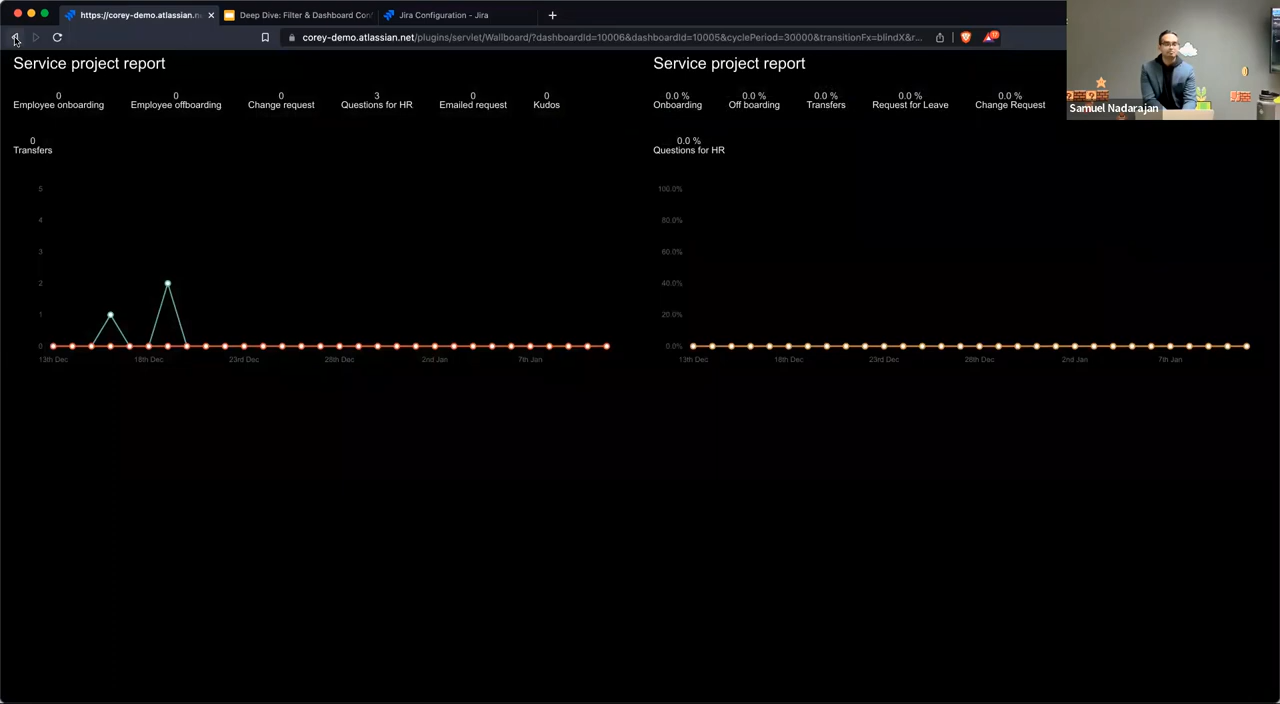 https://corey-demo.atlassian.n
Deep Dive: Filter & Dashboard Con
Jira Configuration - Jira
corey-demo.atlassian.net/plugins/servlet/Wallboard/?dashboardId=10006&dashboardId=10005&cyclePeriod=30000&transitionFx=blindX&r...
Service project report
0 0 0 3 0 0
Employee onboarding Employee offboarding Change request Questions for HR Emailed request Kudos
0
Transfers
5
4
3
2
1
0
13th Dec 18th Dec 23rd Dec 28th Dec 2nd Jan 7th Jan
Service project report
0.0 % 0.0 % 0.0 % 0.0 % 0.0 %
Onboarding Off boarding Transfers Request for Leave Change Request
0.0 %
Questions for HR
100.0%
80.0%
60.0%
40.0%
20.0%
0.0%
13th Dec 18th Dec 23rd Dec 28th Dec 2nd Jan 7th Jan
Samuel Nadarajan